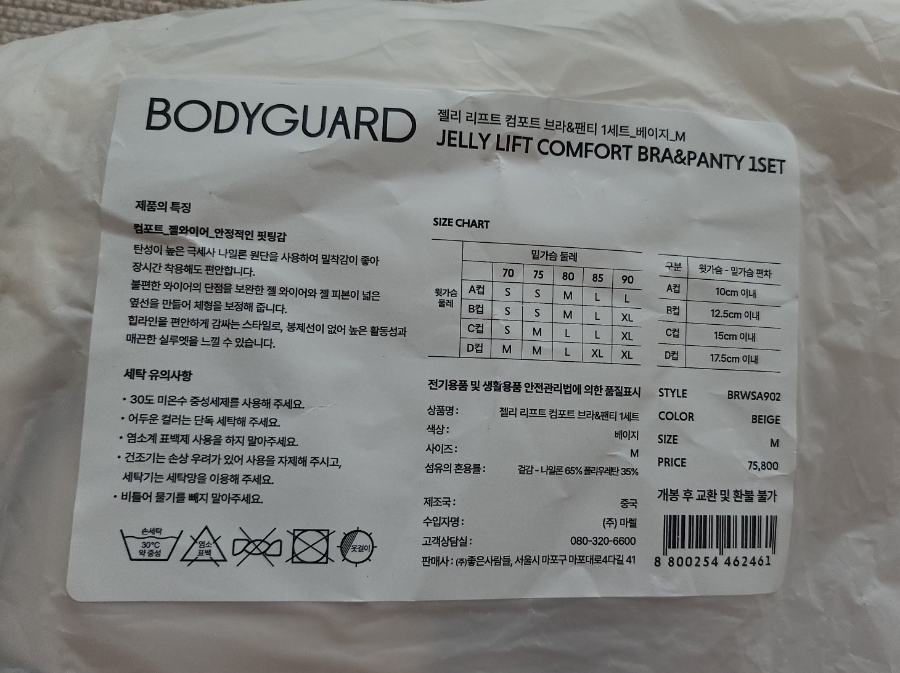 BODYGUARD
젤리 리프트 컴포트 브라&팬티 1세트_베이지_M
JELLY LIFT COMFORT BRA&PANTY 1SET
제품의 특징
컴포트_젤와이어_안정적인 핏팅감
탄성이 높은 극세사 나일론 원단을 사용하여 밀착감이 좋아
장시간 착용해도 편안합니다.
불편한 와이어의 단점을 보완한 젤 와이어와 젤 피본이 넓은
옆선을 만들어 체형을 보정해 줍니다.
힙라인을 편안하게 감싸는 스타일로, 봉제선이 없어 높은 활동성과
매끈한 실루엣을 느낄 수 있습니다.
세탁 유의사항
• 30도 미온수 중성세제를 사용해 주세요.
• 어두운 컬러는 단독 세탁해 주세요.
• 염소계 표백제 사용을 하지 말아주세요.
• 건조기는 손상 우려가 있어 사용을 자제해 주시고,
세탁기는 세탁망을 이용해 주세요.
• 비틀어 물기를 빼지 말아주세요.
손세탁
30°C
약 중성
염소
표백
옷걸이
SIZE CHART
밑가슴 둘레
70 75 80 85 90
윗가슴
둘레
A컵 S S M L L
B컵 S S M L XL
C컵 S M L L XL
D컵 M M L XL XL
구분 윗가슴 - 밑가슴 편차
A컵 10cm 이내
B컵 12.5cm 이내
C컵 15cm 이내
D컵 17.5cm 이내
전기용품 및 생활용품 안전관리법에 의한 품질표시
상품명 : 젤리 리프트 컴포트 브라&팬티 1세트
색상 : 베이지
사이즈 : M
섬유의 혼용률 : 겉감 - 나일론 65% 폴리우레탄 35%
제조국 : 중국
수입자명 : (주) 마렐
고객상담실 : 080-320-6600
판매사 : (주)좋은사람들, 서울시 마포구 마포대로4다길 41
STYLE BRWSA902
COLOR BEIGE
SIZE M
PRICE 75,800
개봉 후 교환 및 환불 불가
8 800254 462461